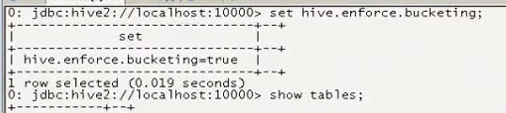 0: jdbc:hive2://localhost:10000> set hive.enforce.bucketing;
+-------------------------------+--+
|              set              |
+-------------------------------+--+
| hive.enforce.bucketing=true  |
+-------------------------------+--+
1 row selected (0.019 seconds)
0: jdbc:hive2://localhost:10000> show tables;
+-----------+--+